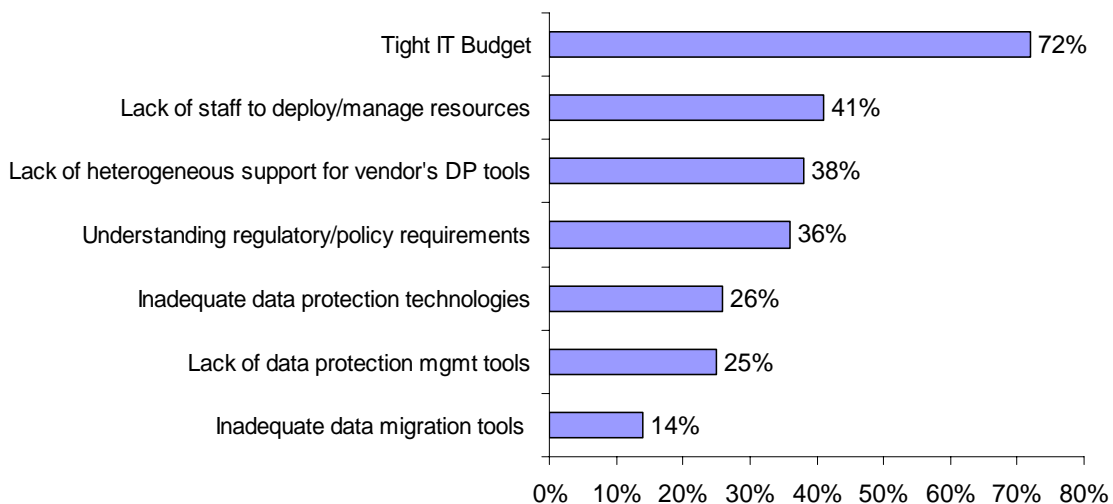 Tight IT Budget 72%
Lack of staff to deploy/manage resources 41%
Lack of heterogeneous support for vendor's DP tools 38%
Understanding regulatory/policy requirements 36%
Inadequate data protection technologies 26%
Lack of data protection mgmt tools 25%
Inadequate data migration tools 14%
0% 10% 20% 30% 40% 50% 60% 70% 80%